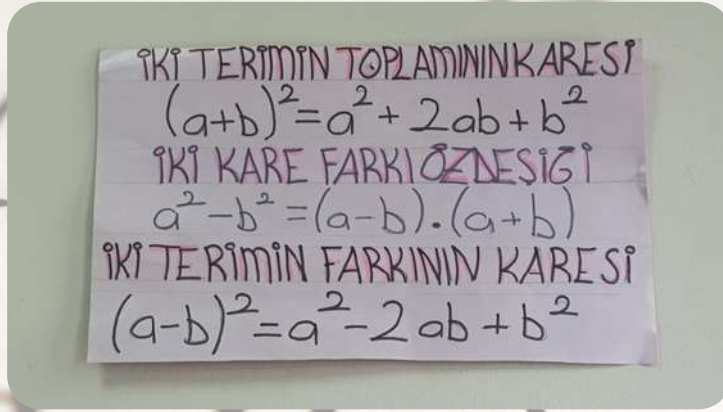 İKİ TERİMİN TOPLAMININ KARESİ
(a+b)²=a²+2ab+b²
İKİ KARE FARKI ÖZDEŞİĞİ
a²-b²=(a-b).(a+b)
İKİ TERİMİN FARKININ KARESİ
(a-b)²=a²-2ab+b²